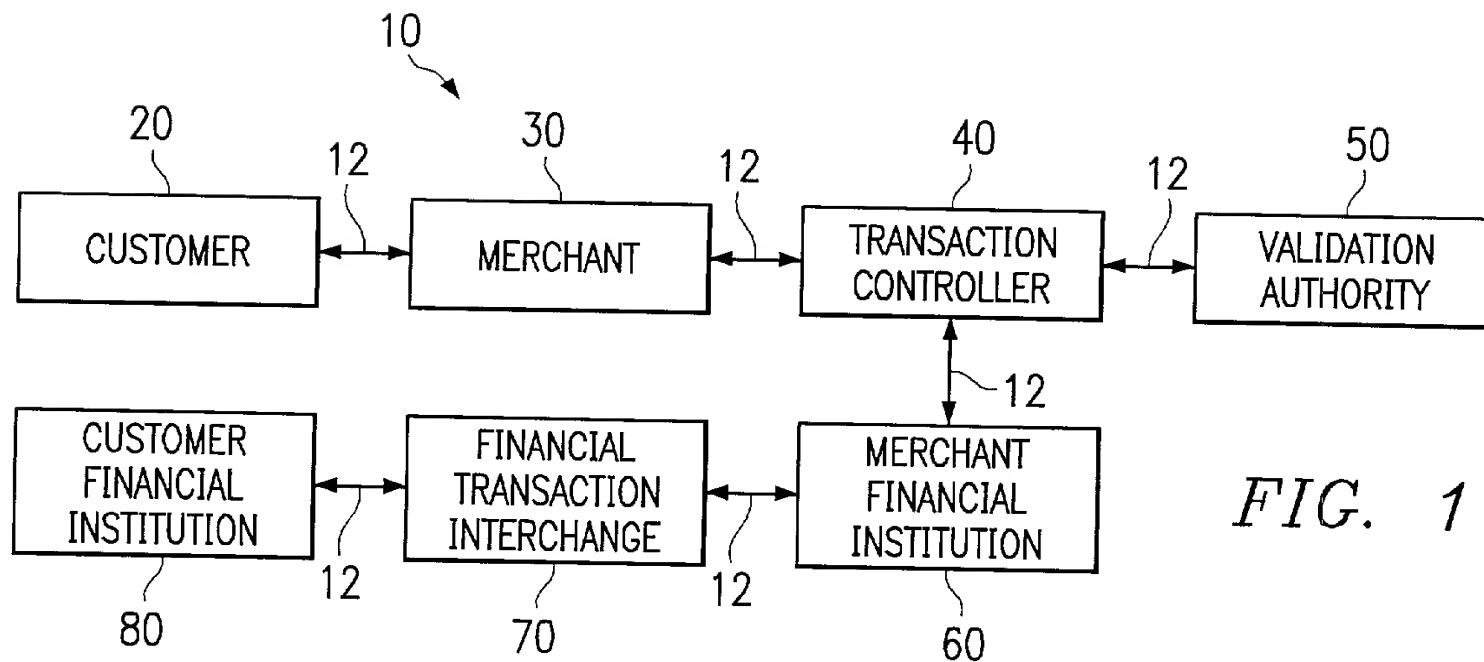 10
20
12
30
12
40
12
50
CUSTOMER
MERCHANT
TRANSACTION
CONTROLLER
VALIDATION
AUTHORITY
12
CUSTOMER
FINANCIAL
INSTITUTION
FINANCIAL
TRANSACTION
INTERCHANGE
MERCHANT
FINANCIAL
INSTITUTION
FIG. 1
12
12
80
70
60